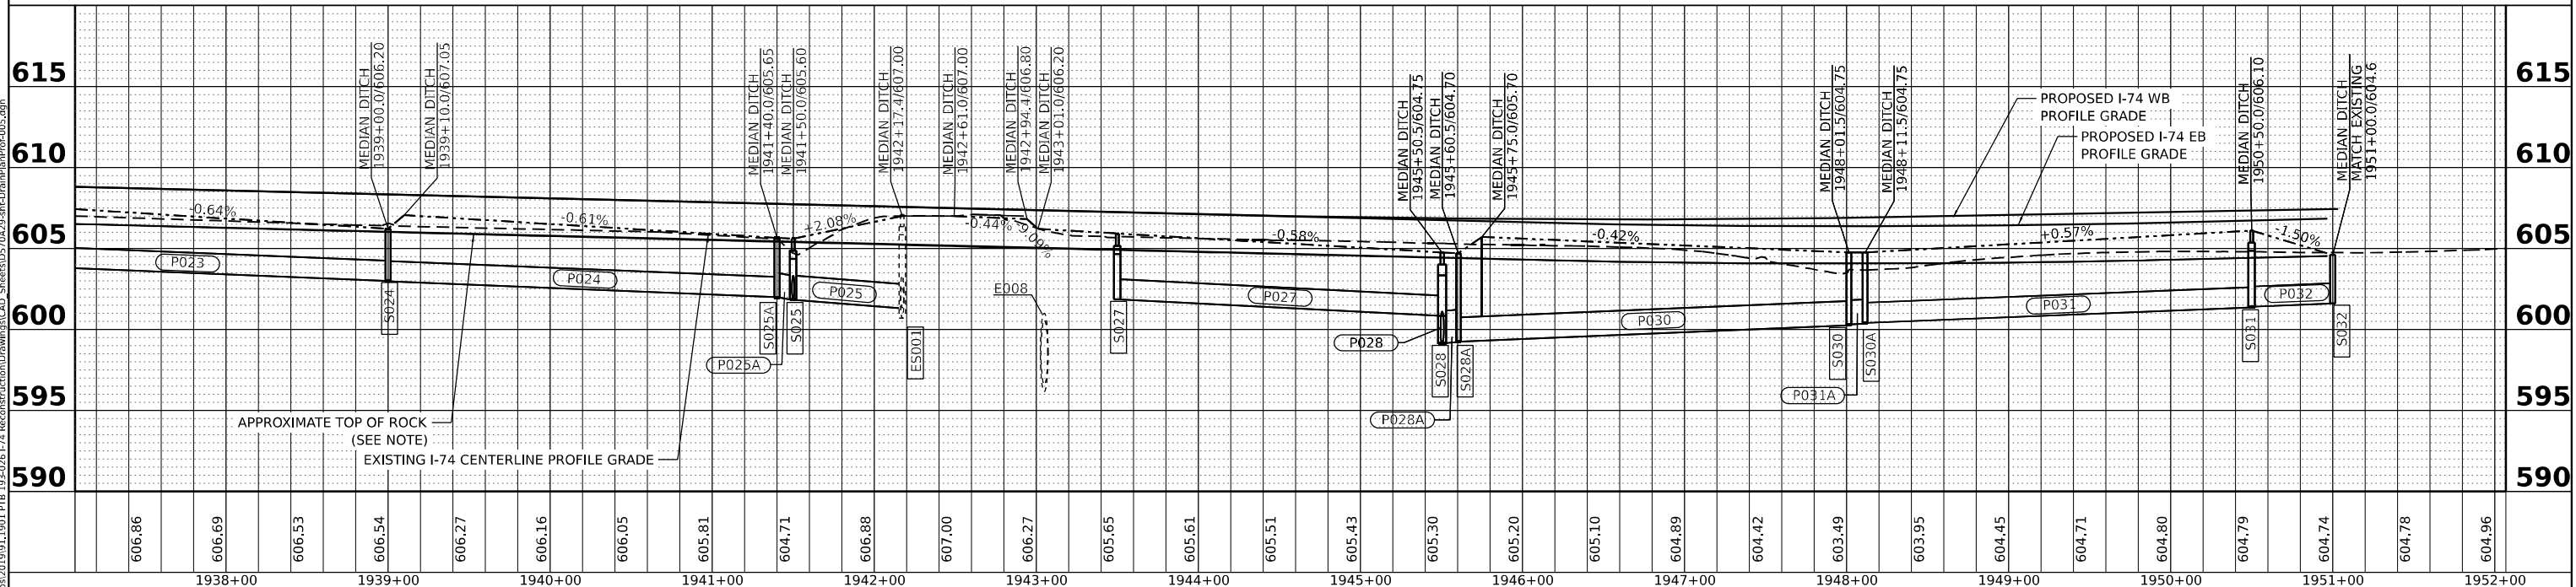 MEDIAN DITCH
1939+00.0/606.20
MEDIAN DITCH
1939+10.0/607.05
MEDIAN DITCH
1941+40.0/605.65
MEDIAN DITCH
1941+50.0/605.60
MEDIAN DITCH
1942+17.4/607.00
MEDIAN DITCH
1942+61.0/607.00
MEDIAN DITCH
1942+94.4/606.80
MEDIAN DITCH
1943+01.0/606.20
MEDIAN DITCH
1945+50.5/604.75
MEDIAN DITCH
1945+60.5/604.70
MEDIAN DITCH
1945+75.0/605.70
MEDIAN DITCH
1948+01.5/604.75
MEDIAN DITCH
1948+11.5/604.75
MEDIAN DITCH
1950+50.0/606.10
MEDIAN DITCH
MATCH EXISTING
1951+00.0/604.6
PROPOSED I-74 WB
PROFILE GRADE
PROPOSED I-74 EB
PROFILE GRADE
615
615
610
610
605
605
600
600
595
595
590
590
-0.64%
-0.61%
+2.08%
-0.44%
-9.09%
-0.58%
-0.42%
+0.57%
-1.50%
P023
P024
P025
P027
P030
P031
P032
S024
S025A
S025
P025A
ES001
ED08
S027
P028
S028
S028A
P028A
S030
S030A
P031A
S031
S032
APPROXIMATE TOP OF ROCK
(SEE NOTE)
EXISTING I-74 CENTERLINE PROFILE GRADE
606.86
606.69
606.53
606.54
606.27
606.16
606.05
605.81
604.71
606.88
607.00
606.27
605.65
605.61
605.51
605.43
605.30
605.20
605.10
604.89
604.42
603.49
603.95
604.45
604.71
604.80
604.79
604.74
604.78
604.96
1938+00
1939+00
1940+00
1941+00
1942+00
1943+00
1944+00
1945+00
1946+00
1947+00
1948+00
1949+00
1950+00
1951+00
1952+00